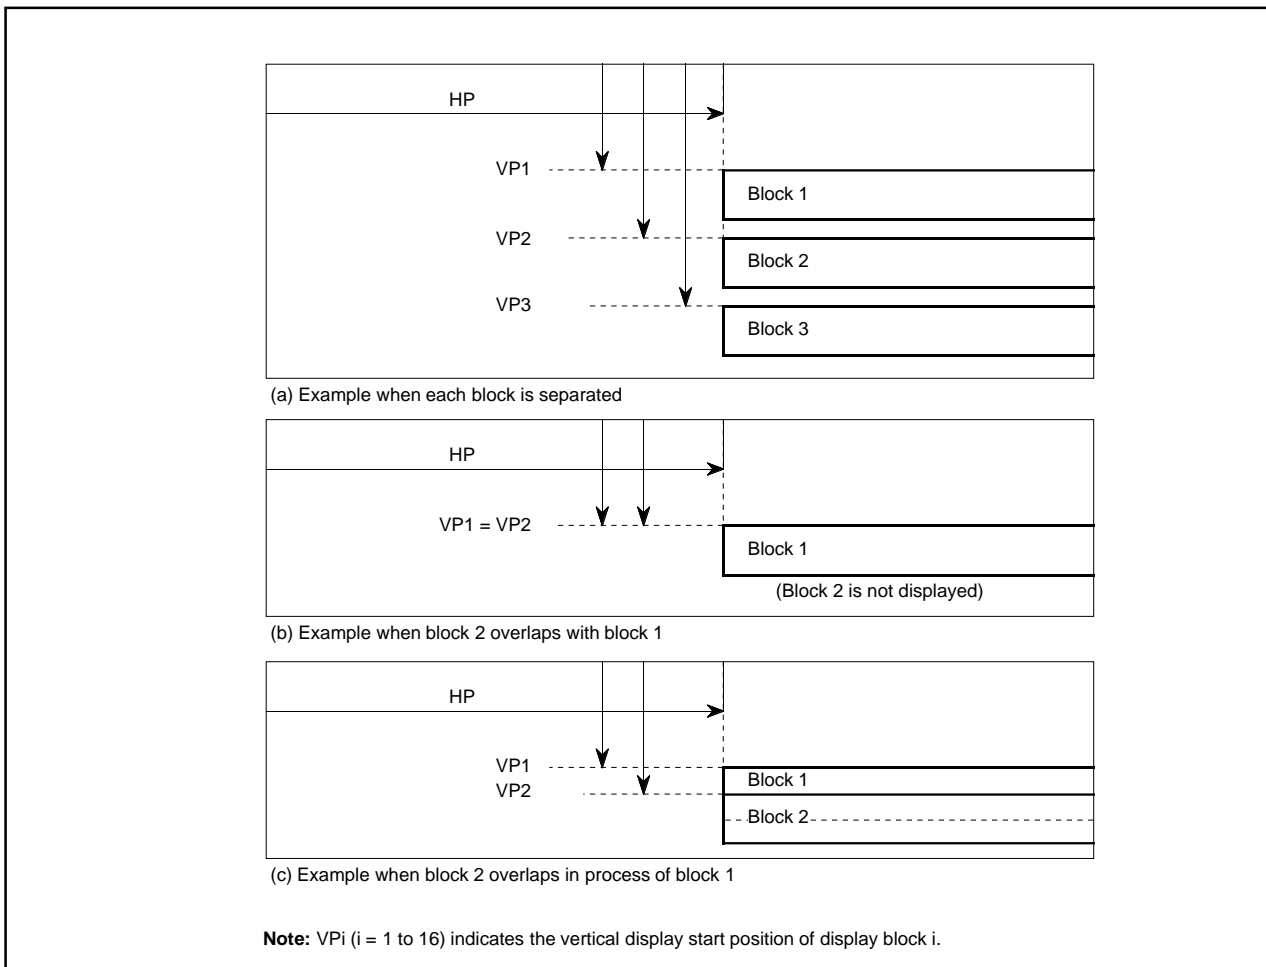 HP
VP1
Block 1
VP2
Block 2
VP3
Block 3
(a) Example when each block is separated
HP
VP1 = VP2
Block 1
(Block 2 is not displayed)
(b) Example when block 2 overlaps with block 1
HP
VP1
Block 1
VP2
Block 2
(c) Example when block 2 overlaps in process of block 1
Note: VPi (i = 1 to 16) indicates the vertical display start position of display block i.